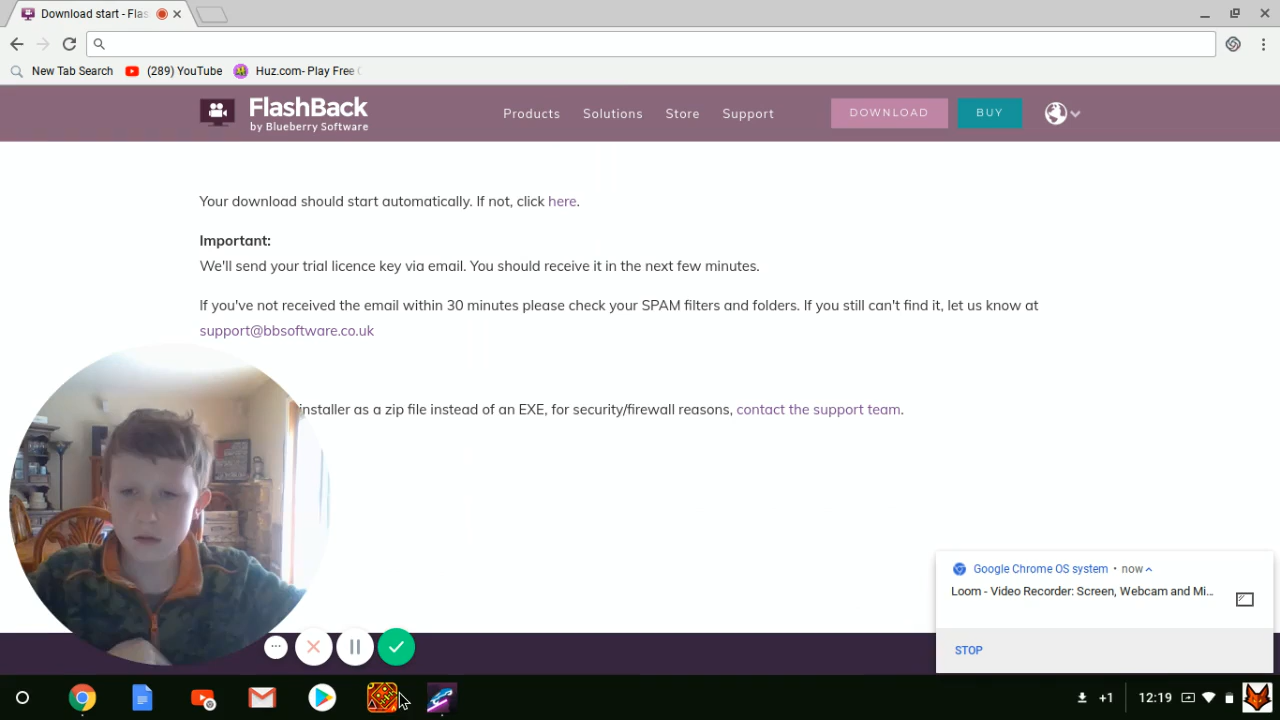 Download start - Flas
New Tab Search
(289) YouTube
Huz.com- Play Free
FlashBack
by Blueberry Software
Products
Solutions
Store
Support
DOWNLOAD
BUY
Your download should start automatically. If not, click here.
Important:
We'll send your trial licence key via email. You should receive it in the next few minutes.
If you've not received the email within 30 minutes please check your SPAM filters and folders. If you still can't find it, let us know at
support@bbsoftware.co.uk
installer as a zip file instead of an EXE, for security/firewall reasons, contact the support team.
Google Chrome OS system • now
Loom - Video Recorder: Screen, Webcam and Mi...
STOP
+1
12:19